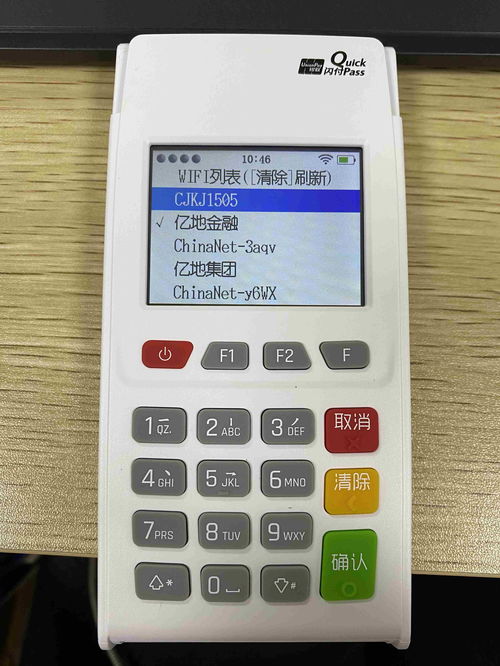 UnionPay 银联 Quick
闪付 Pass
10:46
WIFI列表([清除]刷新)
CJKJ1505
✓ 亿地金融
ChinaNet-3aqv
亿地集团
ChinaNet-y6WX
F1 F2 F
1 QZ. 2 ABC 3 DEF 取消
4 GHI 5 JKL 6 MNO 清除
7 PRS 8 TUV 9 WXY 确认
* 0 #